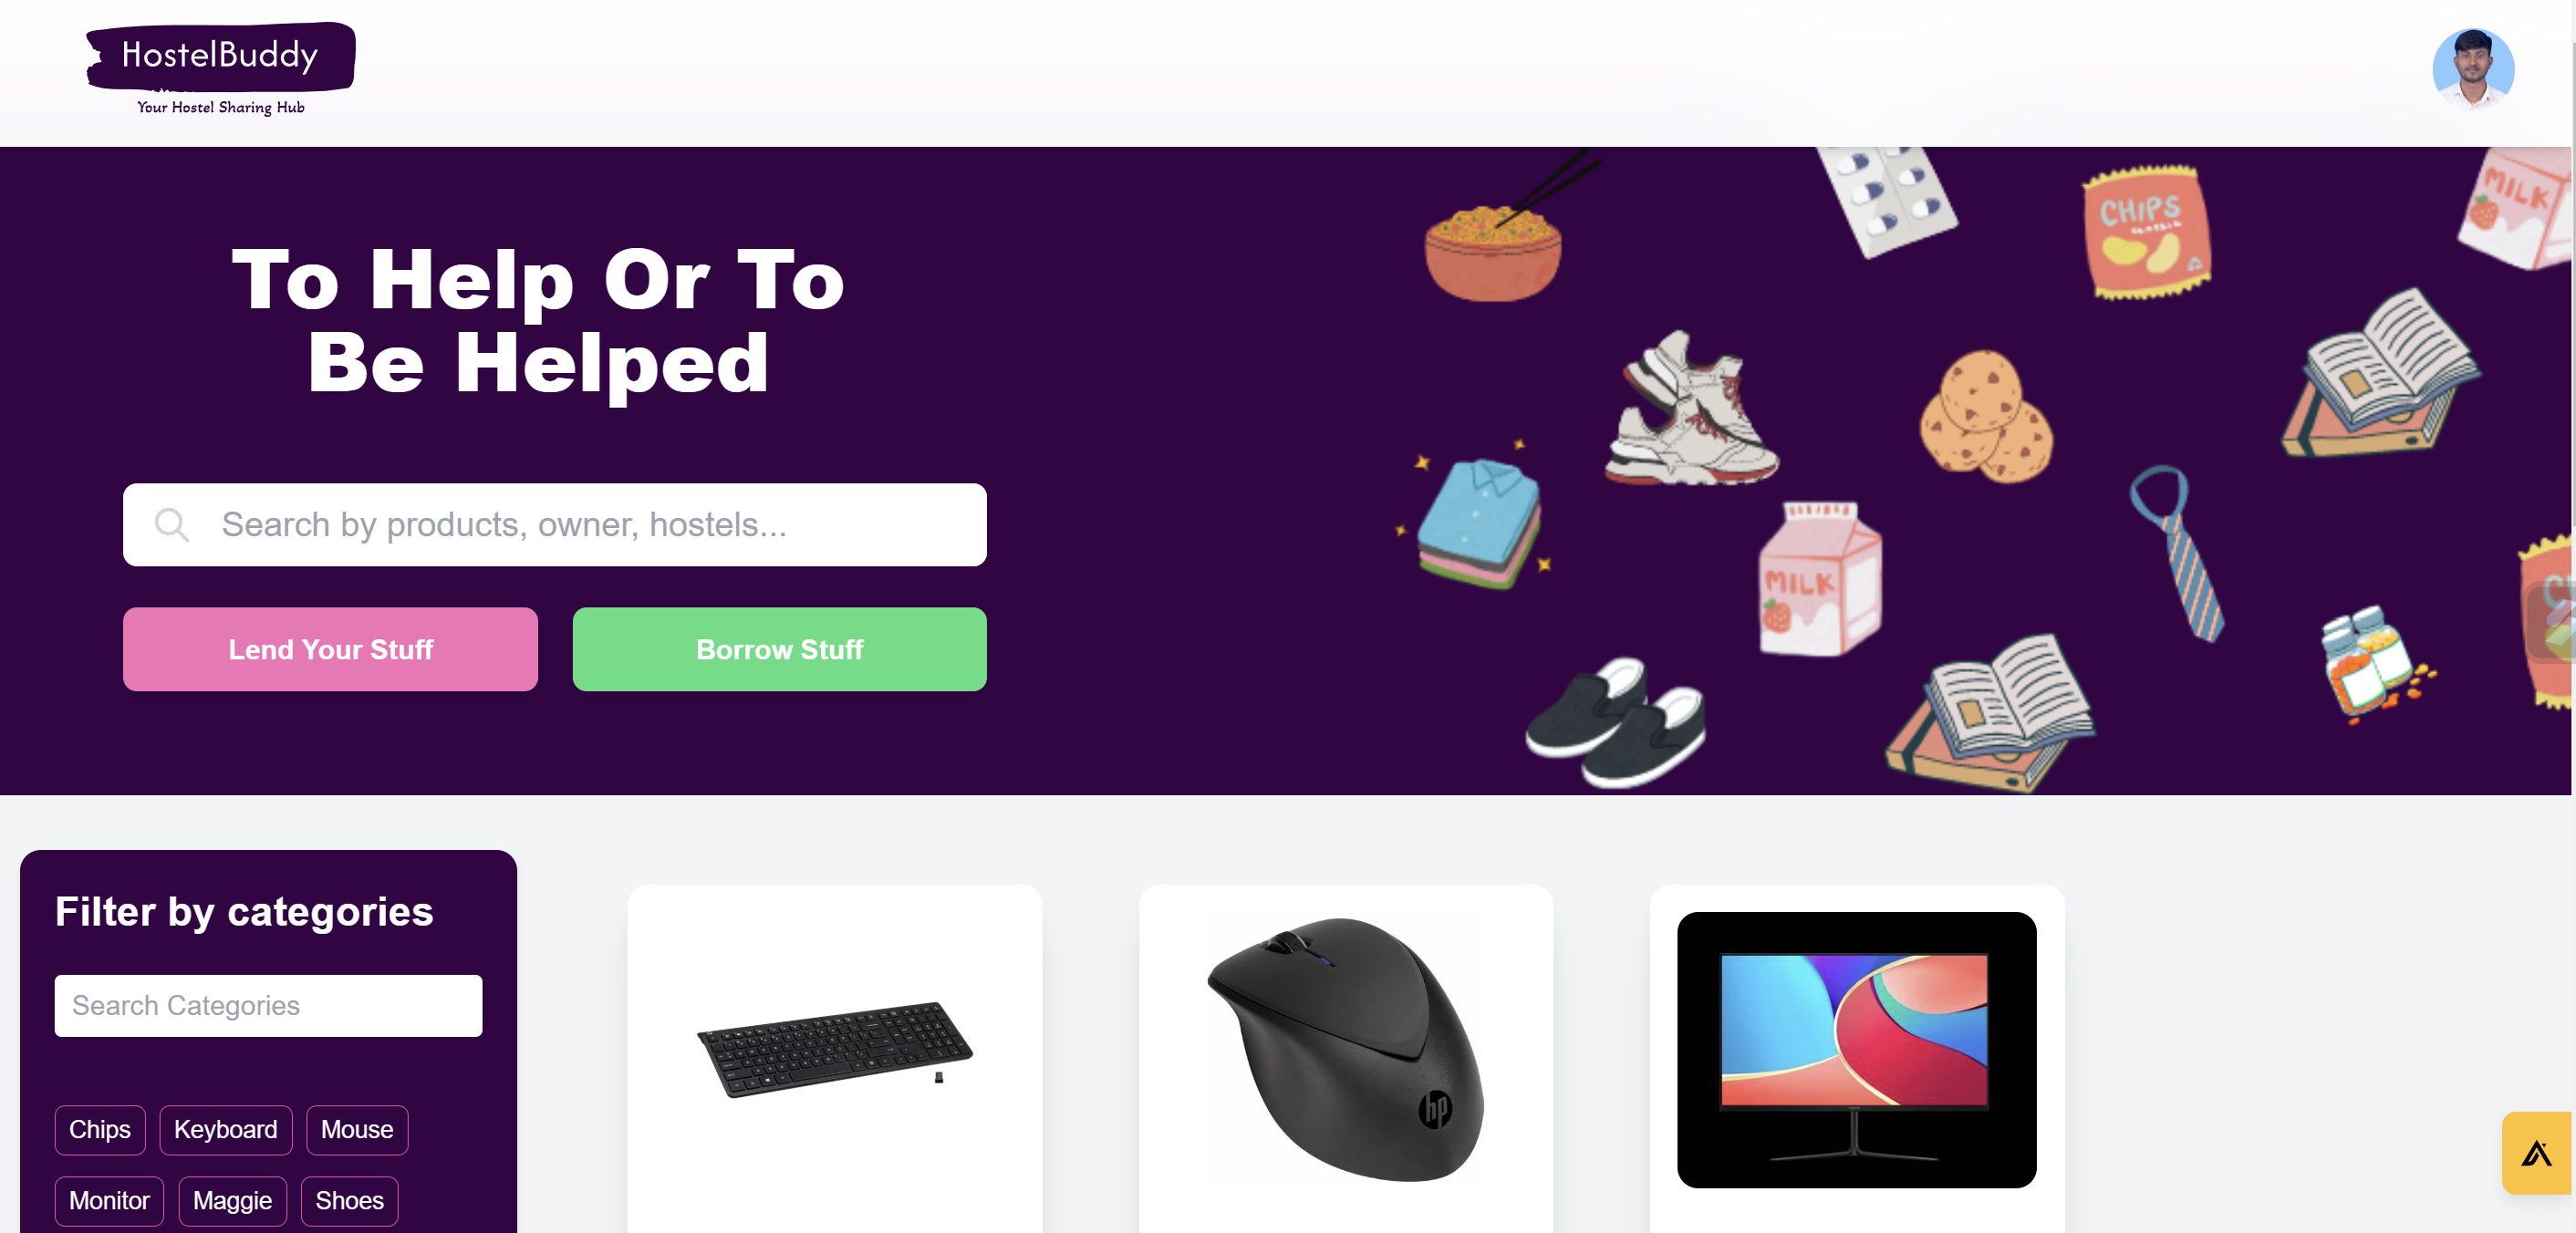 HostelBuddy
Your Hostel Sharing Hub
To Help Or To
Be Helped
Search by products, owner, hostels...
Lend Your Stuff
Borrow Stuff
CHIPS
CLASSIC
MILK
MILK
Filter by categories
Search Categories
Chips
Keyboard
Mouse
Monitor
Maggie
Shoes
hp